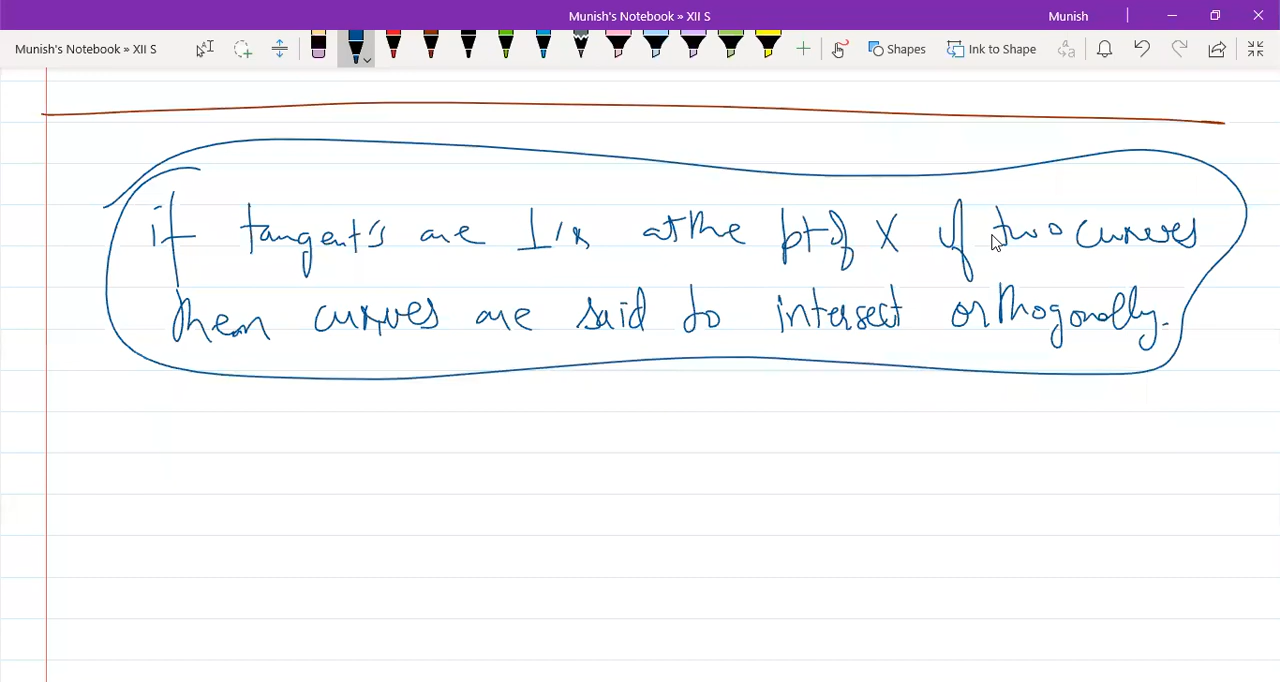 Munish's Notebook » XII S
Munish
Munish's Notebook » XII S
Shapes
Ink to Shape
if tangent's are ⊥/r at the pt of X of two curves
then curves are said to intersect orthogonally.